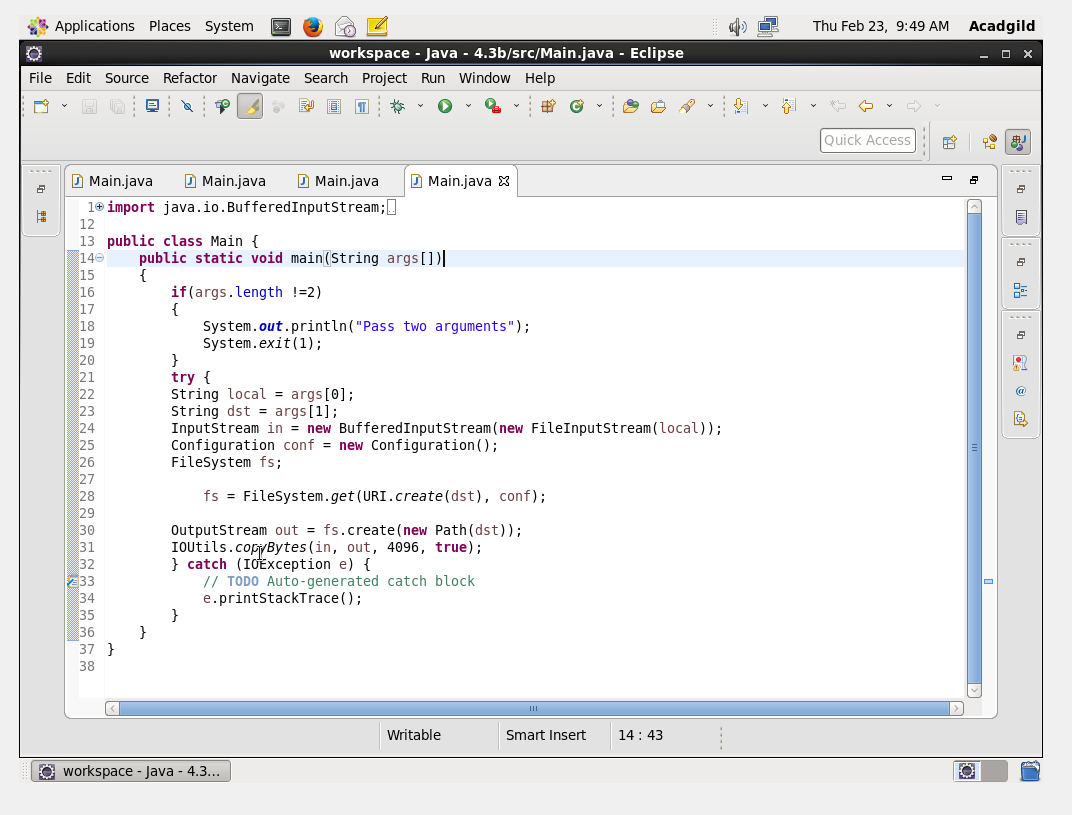 Applications Places System Thu Feb 23, 9:49 AM Acadgild
workspace - Java - 4.3b/src/Main.java - Eclipse
File Edit Source Refactor Navigate Search Project Run Window Help
Quick Access
Main.java Main.java Main.java Main.java
1 import java.io.BufferedInputStream;
12
13 public class Main {
14 public static void main(String args[])
15 {
16 if(args.length !=2)
17 {
18 System.out.println("Pass two arguments");
19 System.exit(1);
20 }
21 try {
22 String local = args[0];
23 String dst = args[1];
24 InputStream in = new BufferedInputStream(new FileInputStream(local));
25 Configuration conf = new Configuration();
26 FileSystem fs;
27
28 fs = FileSystem.get(URI.create(dst), conf);
29
30 OutputStream out = fs.create(new Path(dst));
31 IOUtils.copyBytes(in, out, 4096, true);
32 } catch (IOException e) {
33 // TODO Auto-generated catch block
34 e.printStackTrace();
35 }
36 }
37 }
38
Writable Smart Insert 14 : 43
workspace - Java - 4.3...